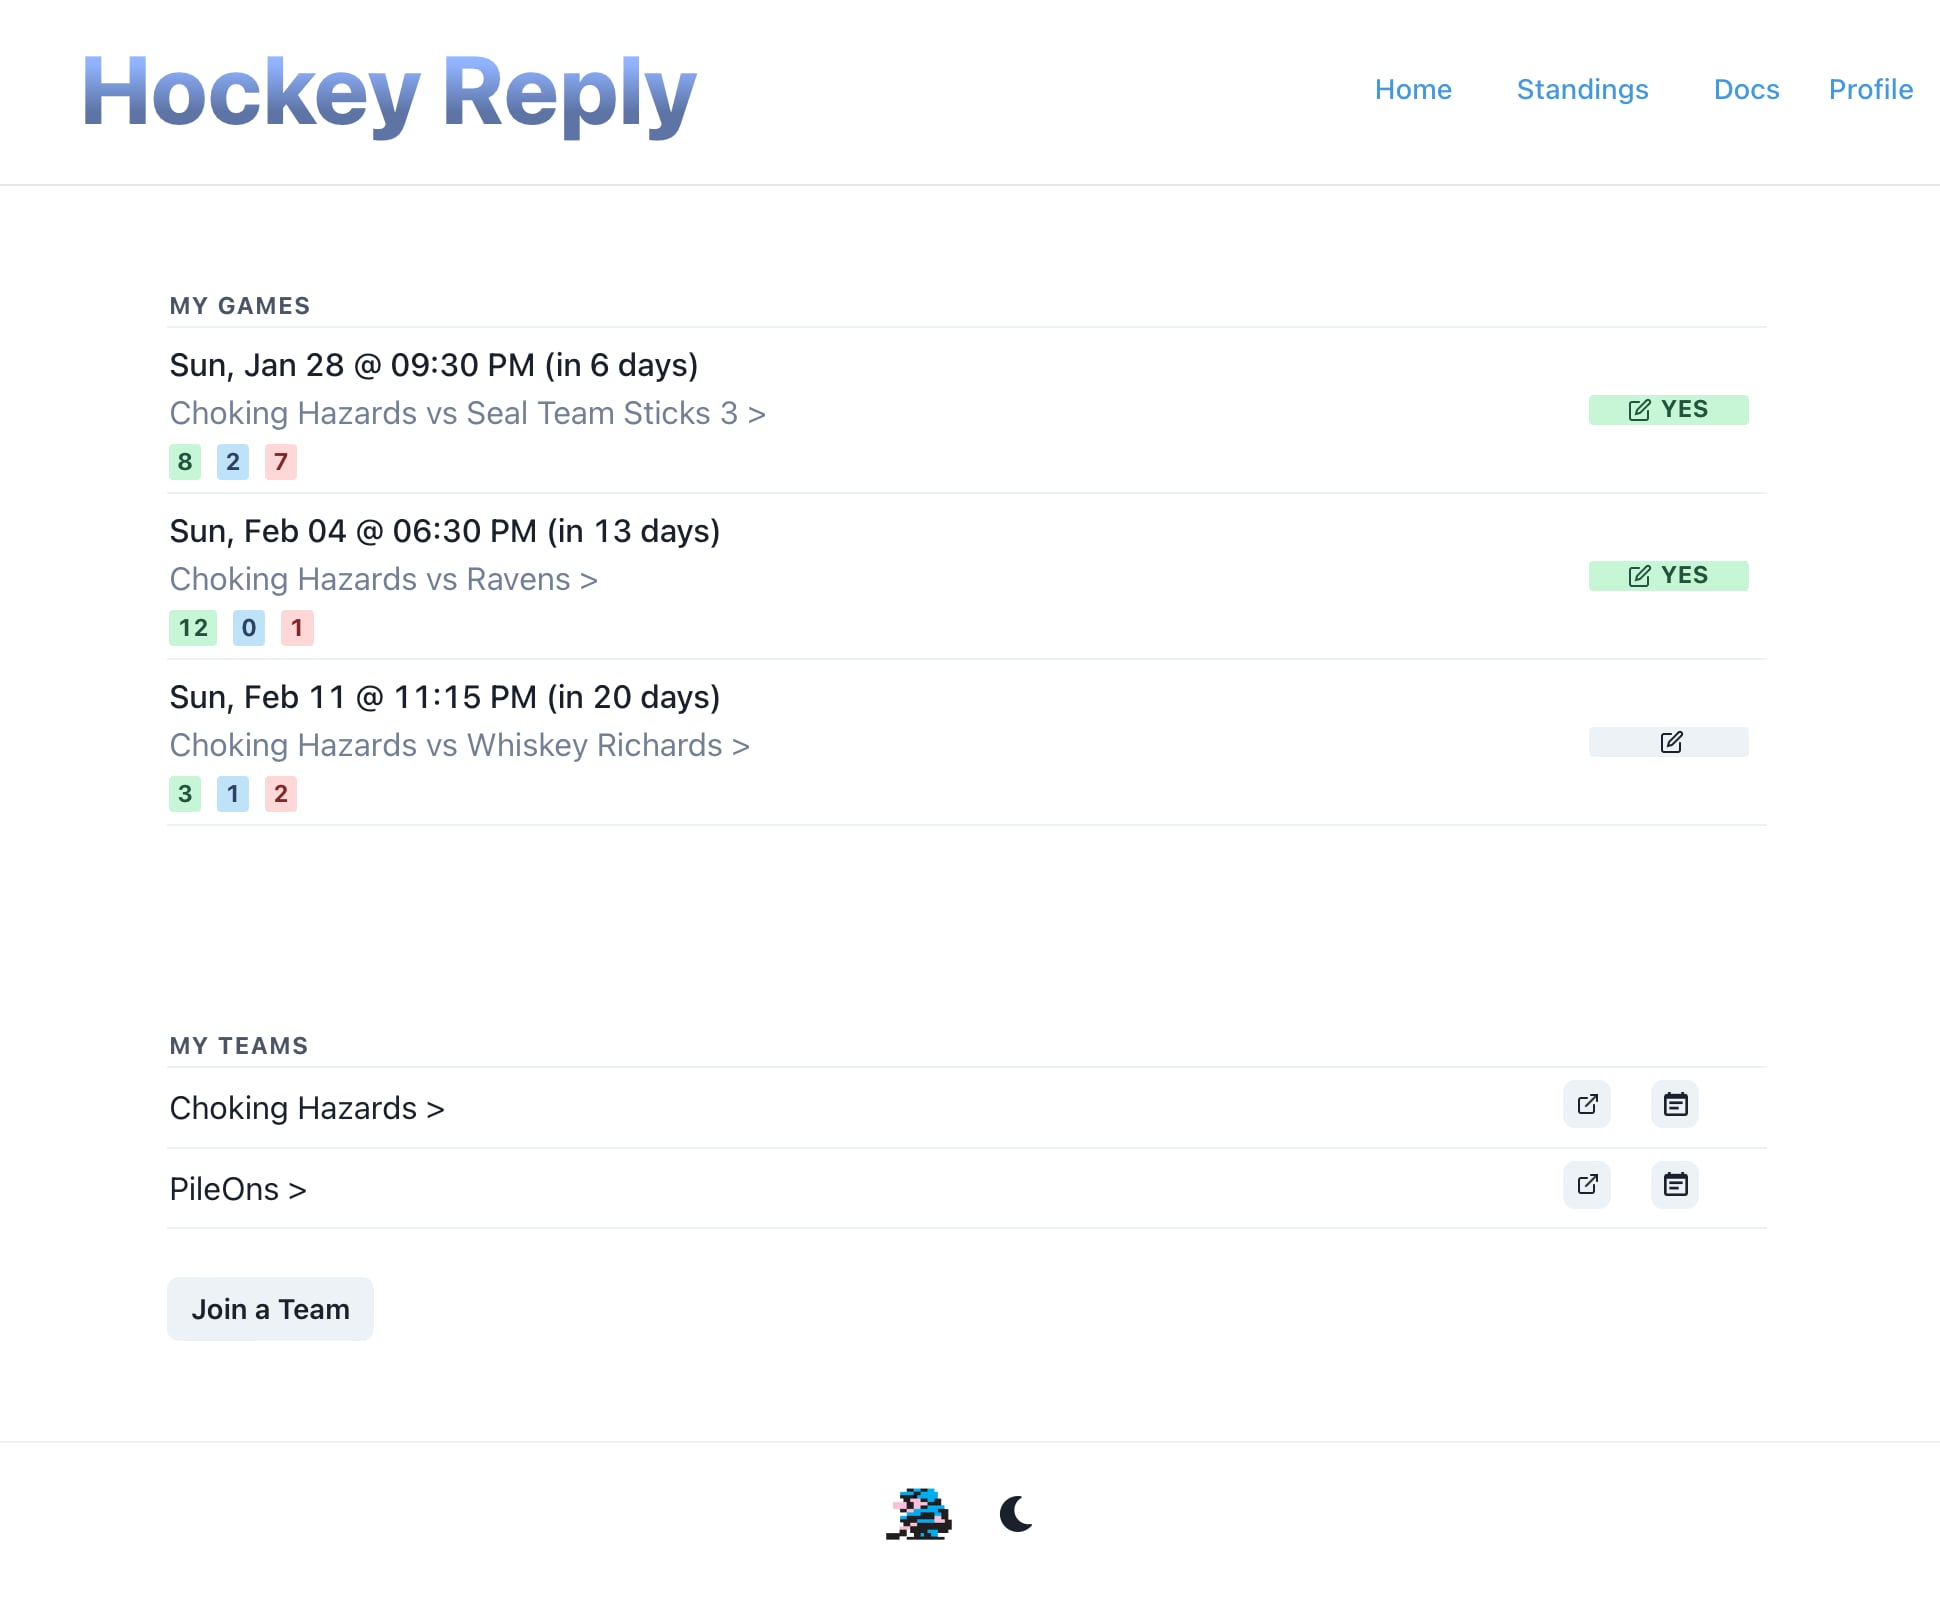 Hockey Reply
Home Standings Docs Profile
MY GAMES
Sun, Jan 28 @ 09:30 PM (in 6 days)
Choking Hazards vs Seal Team Sticks 3 >
YES
8 2 7
Sun, Feb 04 @ 06:30 PM (in 13 days)
Choking Hazards vs Ravens >
YES
12 0 1
Sun, Feb 11 @ 11:15 PM (in 20 days)
Choking Hazards vs Whiskey Richards >
3 1 2
MY TEAMS
Choking Hazards >
PileOns >
Join a Team